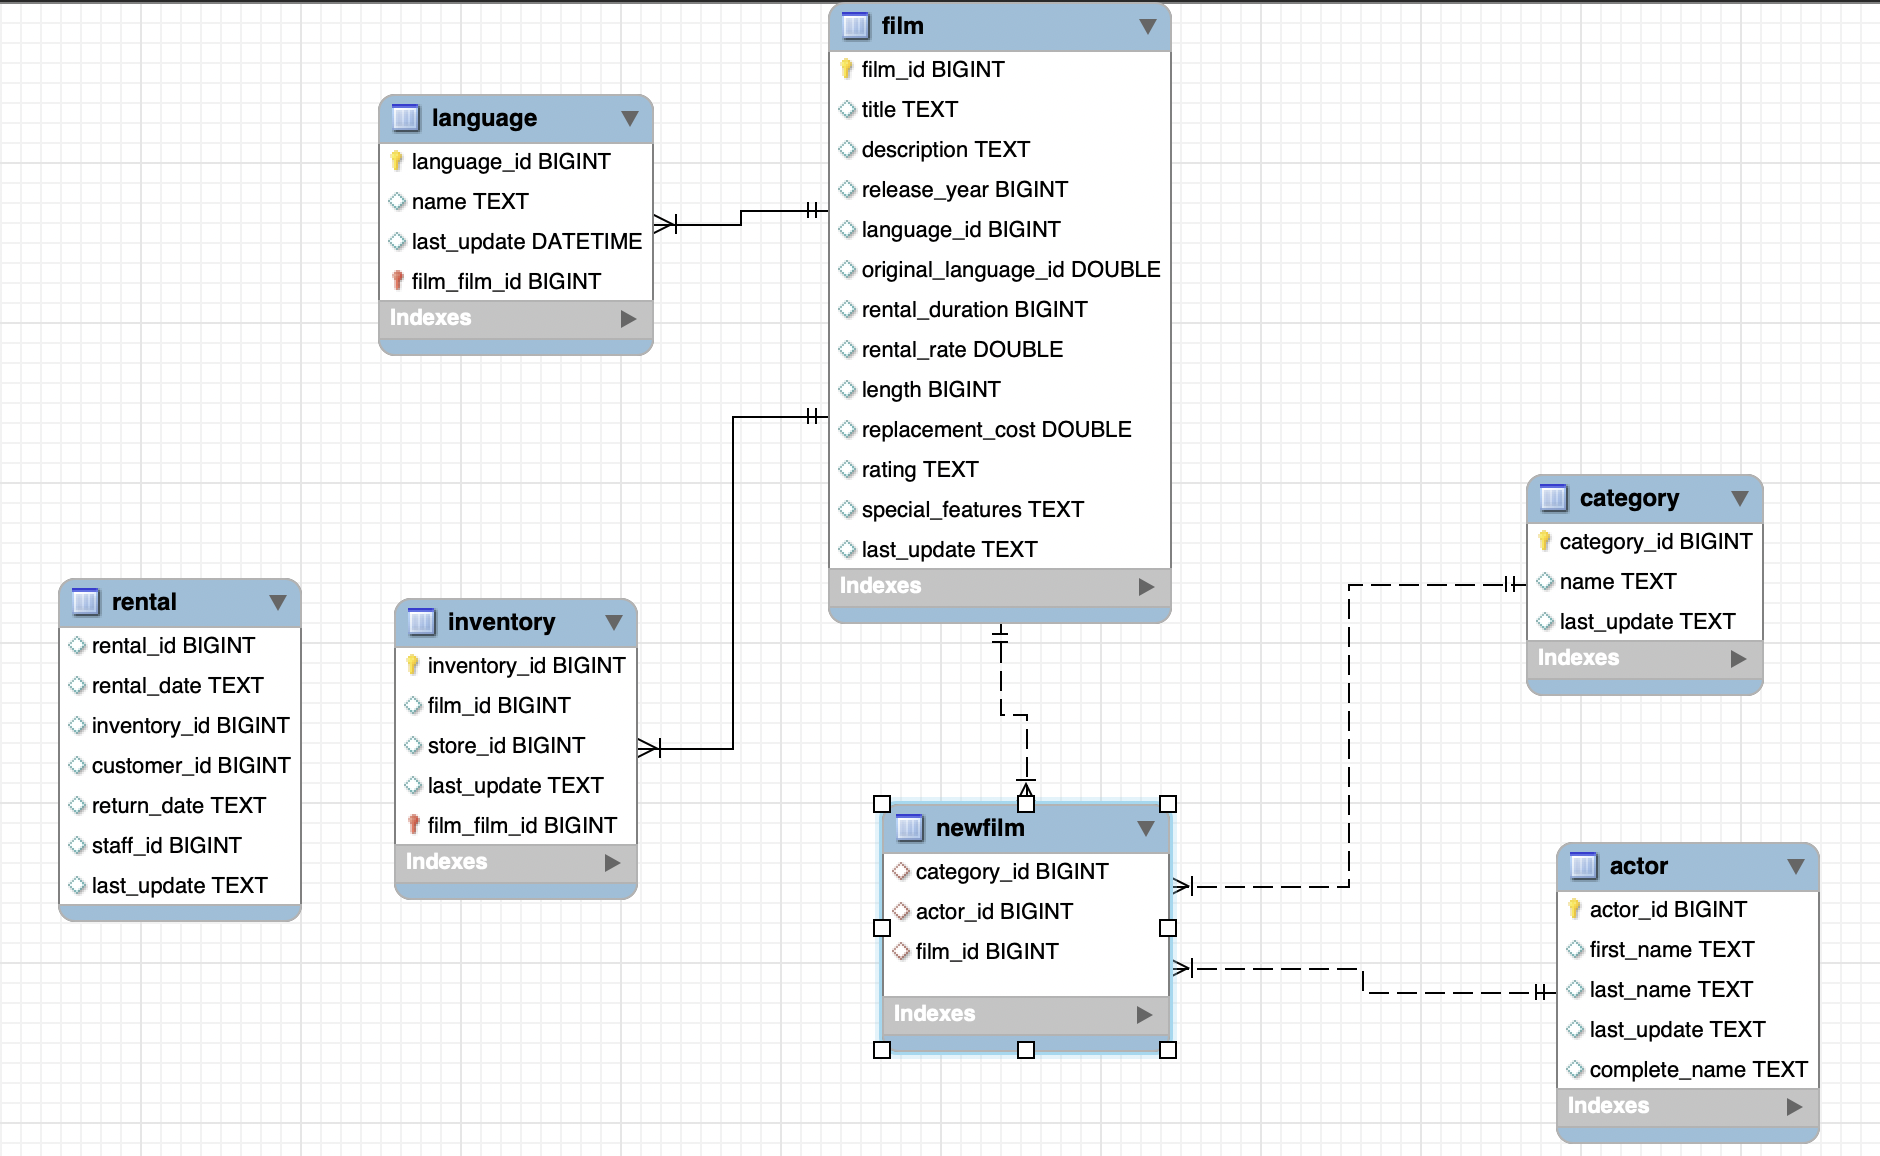 film
film_id BIGINT
title TEXT
description TEXT
release_year BIGINT
language_id BIGINT
original_language_id DOUBLE
rental_duration BIGINT
rental_rate DOUBLE
length BIGINT
replacement_cost DOUBLE
rating TEXT
special_features TEXT
last_update TEXT
Indexes
language
language_id BIGINT
name TEXT
last_update DATETIME
film_film_id BIGINT
Indexes
rental
rental_id BIGINT
rental_date TEXT
inventory_id BIGINT
customer_id BIGINT
return_date TEXT
staff_id BIGINT
last_update TEXT
inventory
inventory_id BIGINT
film_id BIGINT
store_id BIGINT
last_update TEXT
film_film_id BIGINT
Indexes
category
category_id BIGINT
name TEXT
last_update TEXT
Indexes
newfilm
category_id BIGINT
actor_id BIGINT
film_id BIGINT
Indexes
actor
actor_id BIGINT
first_name TEXT
last_name TEXT
last_update TEXT
complete_name TEXT
Indexes